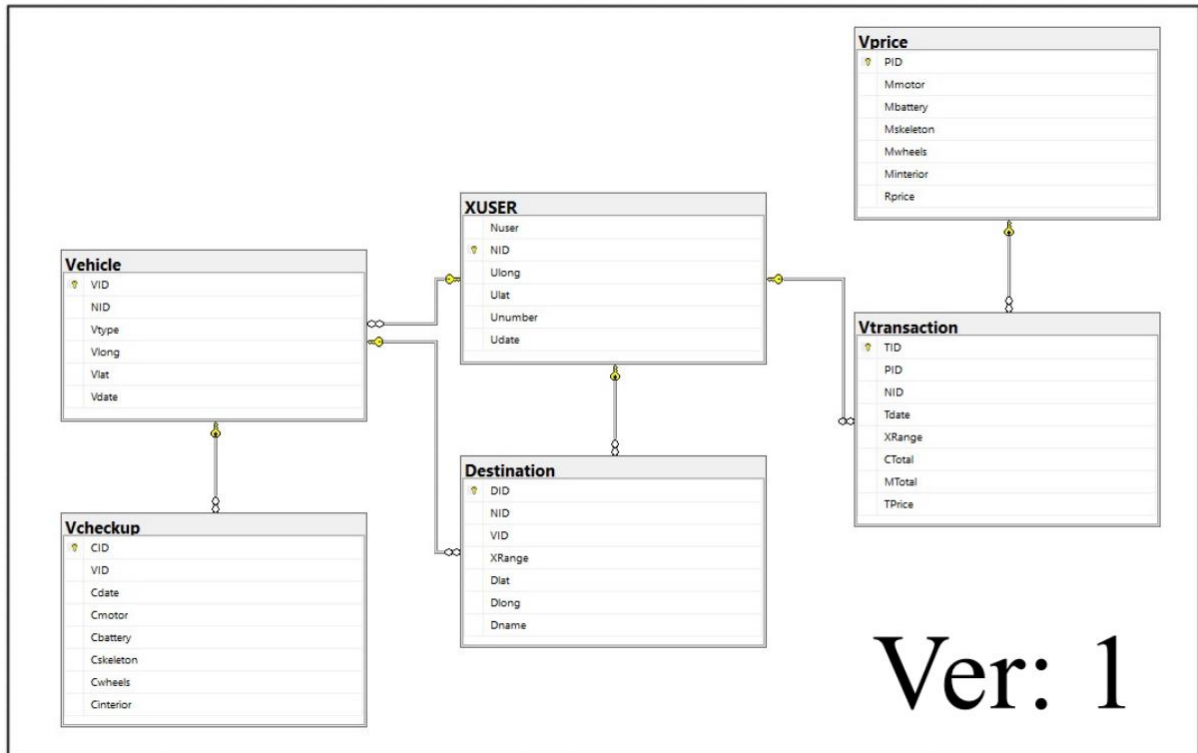 Vprice
PID
Mmotor
Mbattery
Mskeleton
Mwheels
Minterior
Rprice
XUSER
Nuser
NID
Ulong
Ulat
Unumber
Udate
Vehicle
VID
NID
Vtype
Vlong
Vlat
Vdate
Vtransaction
TID
PID
NID
Tdate
XRange
CTotal
MTotal
TPrice
Destination
DID
NID
VID
XRange
Dlat
Dlong
Dname
Vcheckup
CID
VID
Cdate
Cmotor
Cbattery
Cskeleton
Cwheels
Cinterior
Ver: 1